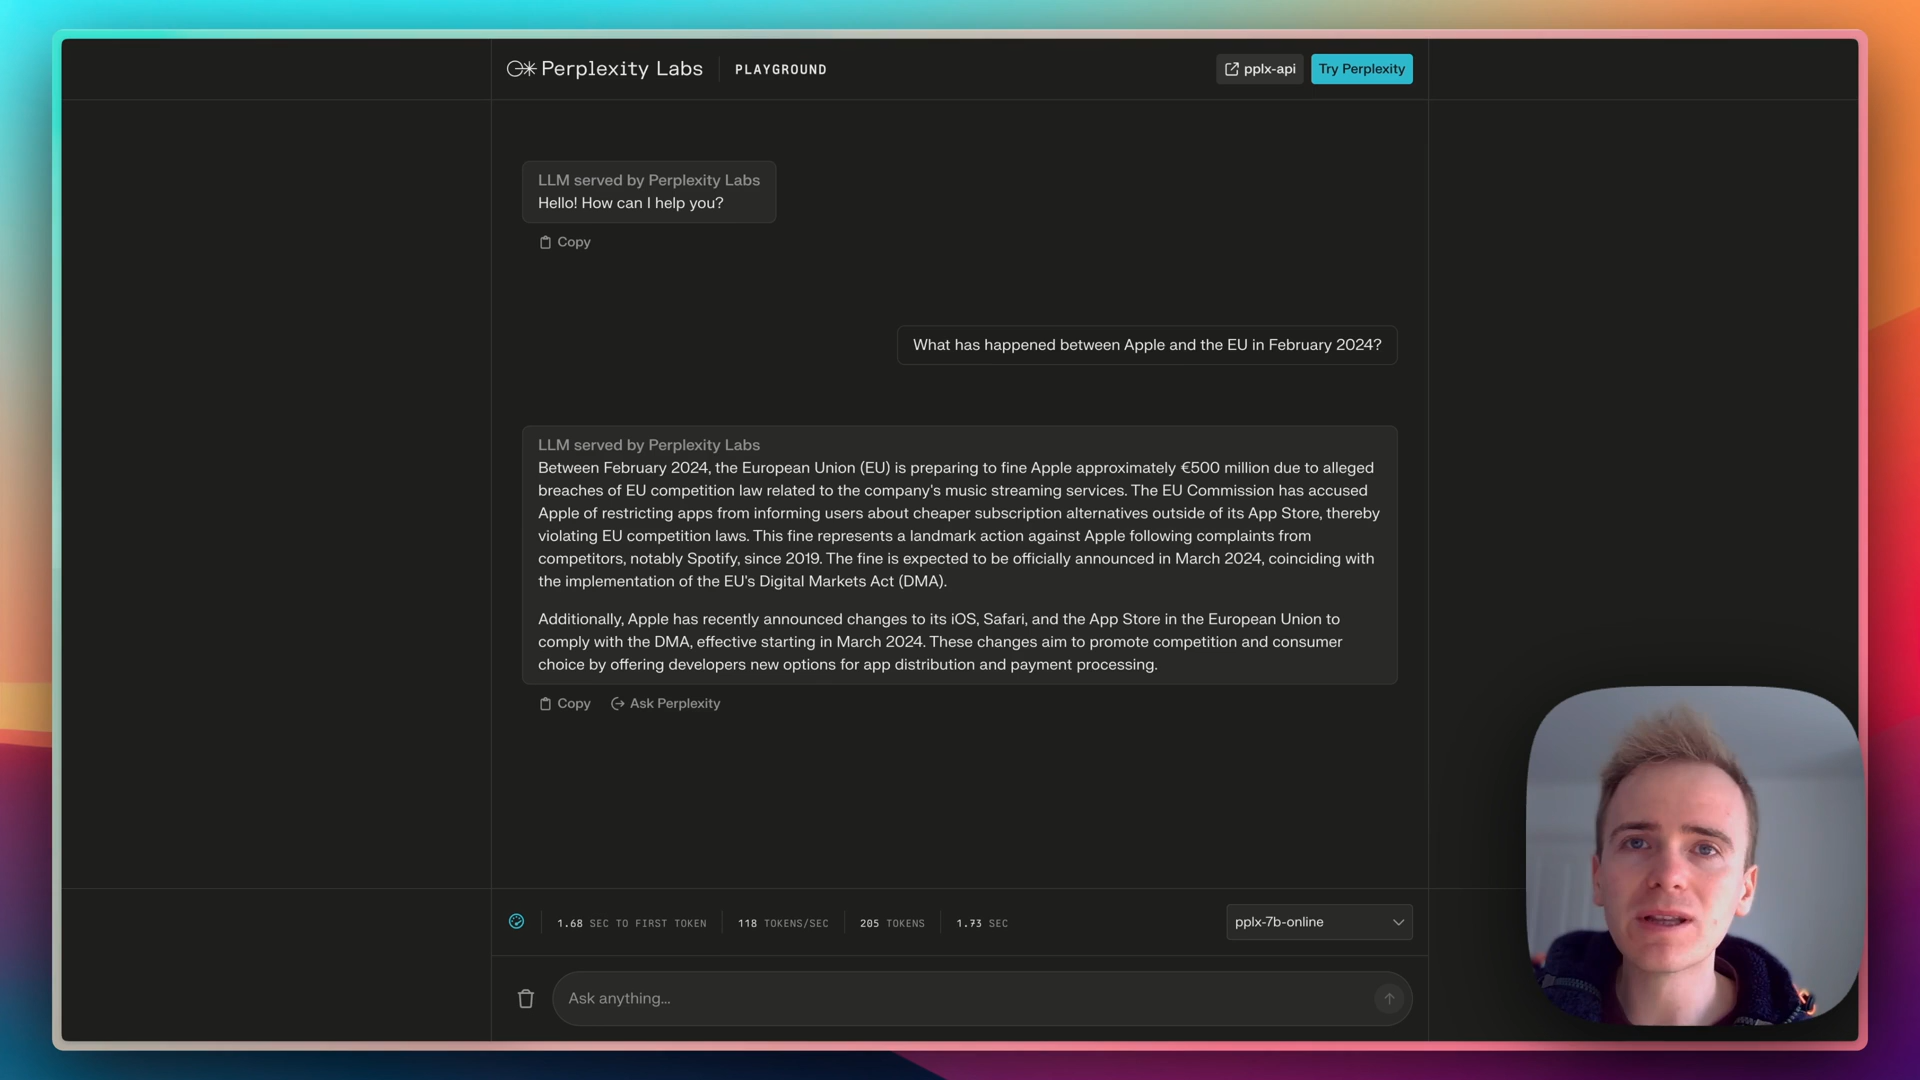 Perplexity Labs PLAYGROUND pplx-api Try Perplexity
LLM served by Perplexity Labs
Hello! How can I help you?
Copy
What has happened between Apple and the EU in February 2024?
LLM served by Perplexity Labs
Between February 2024, the European Union (EU) is preparing to fine Apple approximately €500 million due to alleged
breaches of EU competition law related to the company's music streaming services. The EU Commission has accused
Apple of restricting apps from informing users about cheaper subscription alternatives outside of its App Store, thereby
violating EU competition laws. This fine represents a landmark action against Apple following complaints from
competitors, notably Spotify, since 2019. The fine is expected to be officially announced in March 2024, coinciding with
the implementation of the EU's Digital Markets Act (DMA).
Additionally, Apple has recently announced changes to its iOS, Safari, and the App Store in the European Union to
comply with the DMA, effective starting in March 2024. These changes aim to promote competition and consumer
choice by offering developers new options for app distribution and payment processing.
Copy Ask Perplexity
1.68 SEC TO FIRST TOKEN 118 TOKENS/SEC 205 TOKENS 1.73 SEC pplx-7b-online
Ask anything...